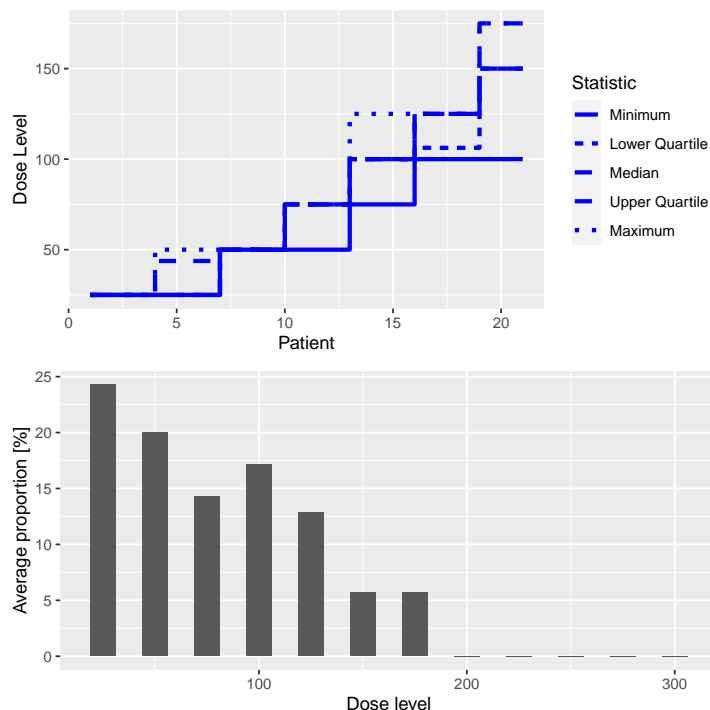 Dose Level
150
100
50
0
5
10
15
20
Patient
Statistic
Minimum
Lower Quartile
Median
Upper Quartile
Maximum
Average proportion [%]
25
20
15
10
5
0
100
200
300
Dose level